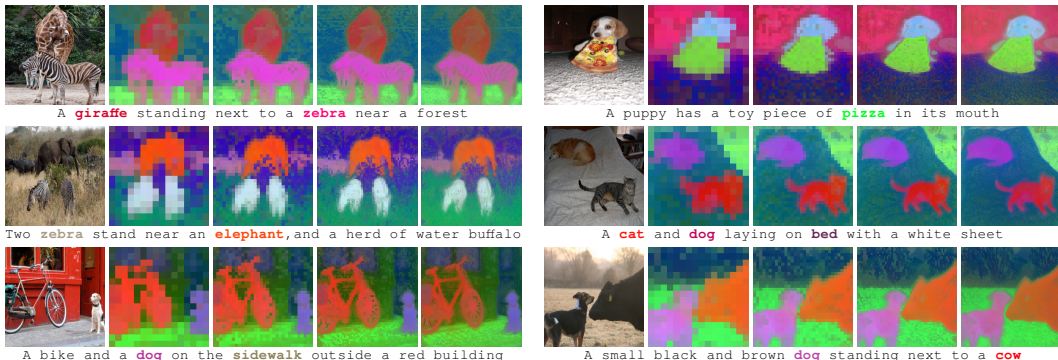 A giraffe standing next to a zebra near a forest
A puppy has a toy piece of pizza in its mouth
Two zebra stand near an elephant,and a herd of water buffalo
A cat and dog laying on bed with a white sheet
A bike and a dog on the sidewalk outside a red building
A small black and brown dog standing next to a cow